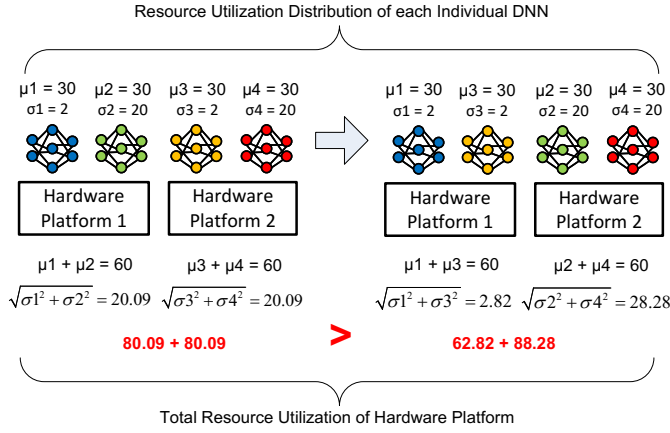 Resource Utilization Distribution of each Individual DNN
μ1 = 30 μ2 = 30 μ3 = 30 μ4 = 30
σ1 = 2 σ2 = 20 σ3 = 2 σ4 = 20
Hardware Platform 1
Hardware Platform 2
μ1 + μ2 = 60 μ3 + μ4 = 60
√σ1² + σ2² = 20.09 √σ3² + σ4² = 20.09
80.09 + 80.09
>
μ1 = 30 μ3 = 30 μ2 = 30 μ4 = 30
σ1 = 2 σ3 = 2 σ2 = 20 σ4 = 20
Hardware Platform 1
Hardware Platform 2
μ1 + μ3 = 60 μ2 + μ4 = 60
√σ1² + σ3² = 2.82 √σ2² + σ4² = 28.28
62.82 + 88.28
Total Resource Utilization of Hardware Platform